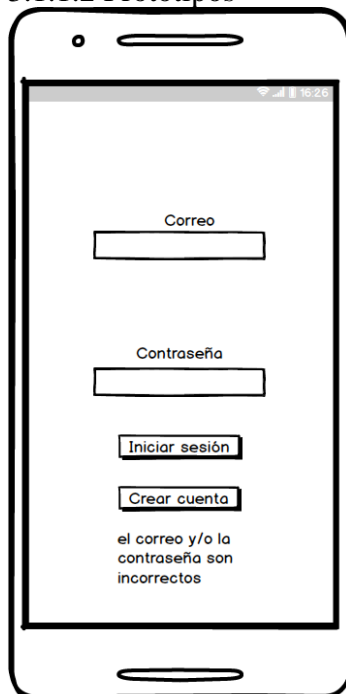 3.1.1.2 Prototipos
16:26
Correo
Contraseña
Iniciar sesión
Crear cuenta
el correo y/o la
contraseña son
incorrectos